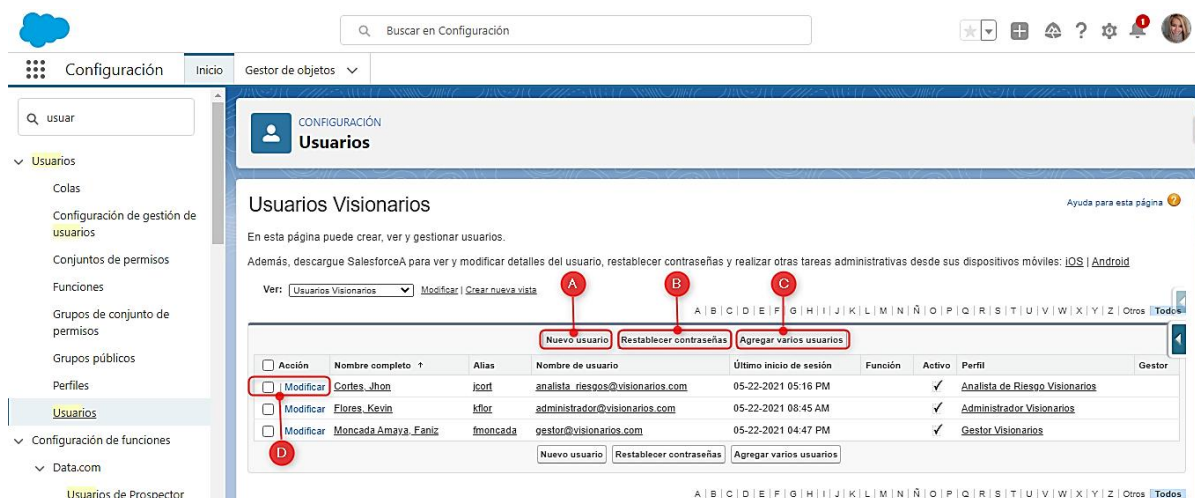 Buscar en Configuración
1
Configuración Inicio Gestor de objetos
usuar
Usuarios
Colas
Configuración de gestión de
usuarios
Conjuntos de permisos
Funciones
Grupos de conjunto de
permisos
Grupos públicos
Perfiles
Usuarios
Configuración de funciones
Data.com
Usuarios de Prospector
CONFIGURACIÓN
Usuarios
Usuarios Visionarios
Ayuda para esta página ?
En esta página puede crear, ver y gestionar usuarios.
Además, descargue SalesforceA para ver y modificar detalles del usuario, restablecer contraseñas y realizar otras tareas administrativas desde sus dispositivos móviles: iOS | Android
Ver: Usuarios Visionarios Modificar | Crear nueva vista
A B C
A | B | C | D | E | F | G | H | I | J | K | L | M | N | Ñ | O | P | Q | R | S | T | U | V | W | X | Y | Z | Otros Todos
Nuevo usuario Restablecer contraseñas Agregar varios usuarios
Acción Nombre completo ↑ Alias Nombre de usuario Último inicio de sesión Función Activo Perfil Gestor
Modificar Cortes, Jhon jcort analista_riesgos@visionarios.com 05-22-2021 05:16 PM ✓ Analista de Riesgo Visionarios
Modificar Flores, Kevin kflor administrador@visionarios.com 05-22-2021 08:45 AM ✓ Administrador Visionarios
Modificar Moncada Amaya, Faniz fmoncada gestor@visionarios.com 05-22-2021 04:47 PM ✓ Gestor Visionarios
D
Nuevo usuario Restablecer contraseñas Agregar varios usuarios
A | B | C | D | E | F | G | H | I | J | K | L | M | N | Ñ | O | P | Q | R | S | T | U | V | W | X | Y | Z | Otros Todos